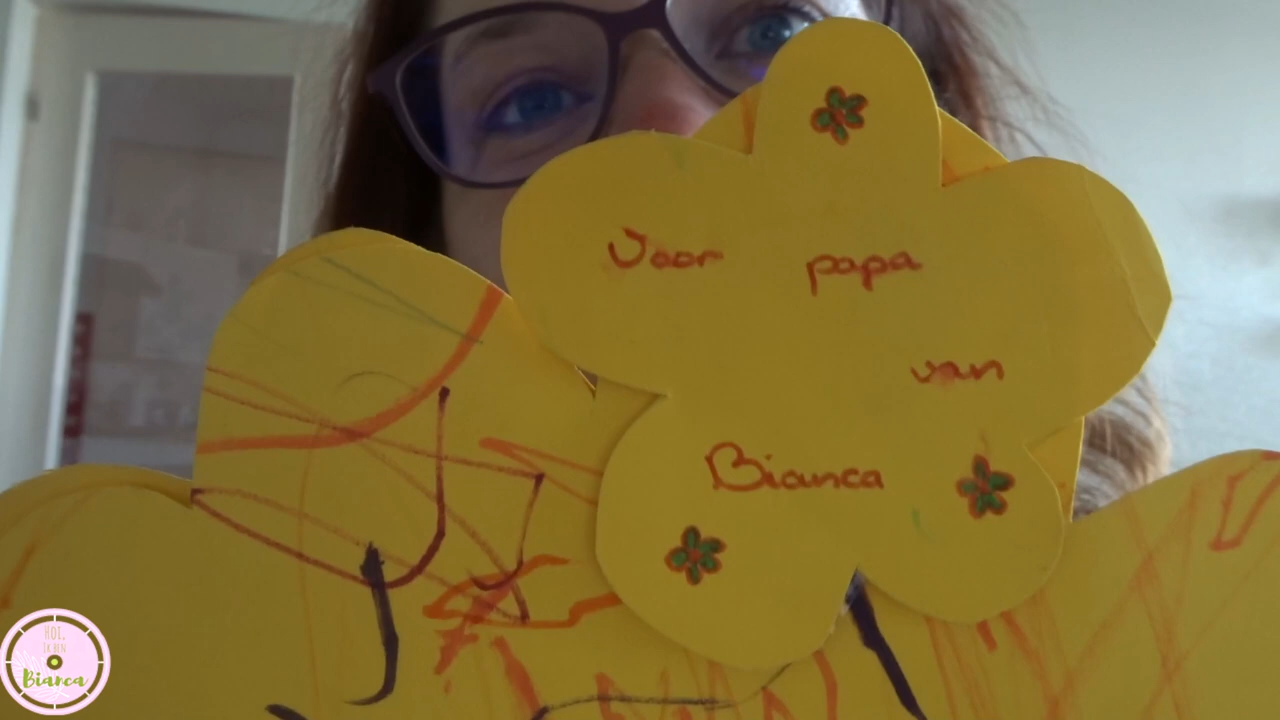 Voor papa
van
Bianca
HOI,
IK BEN
Bianca